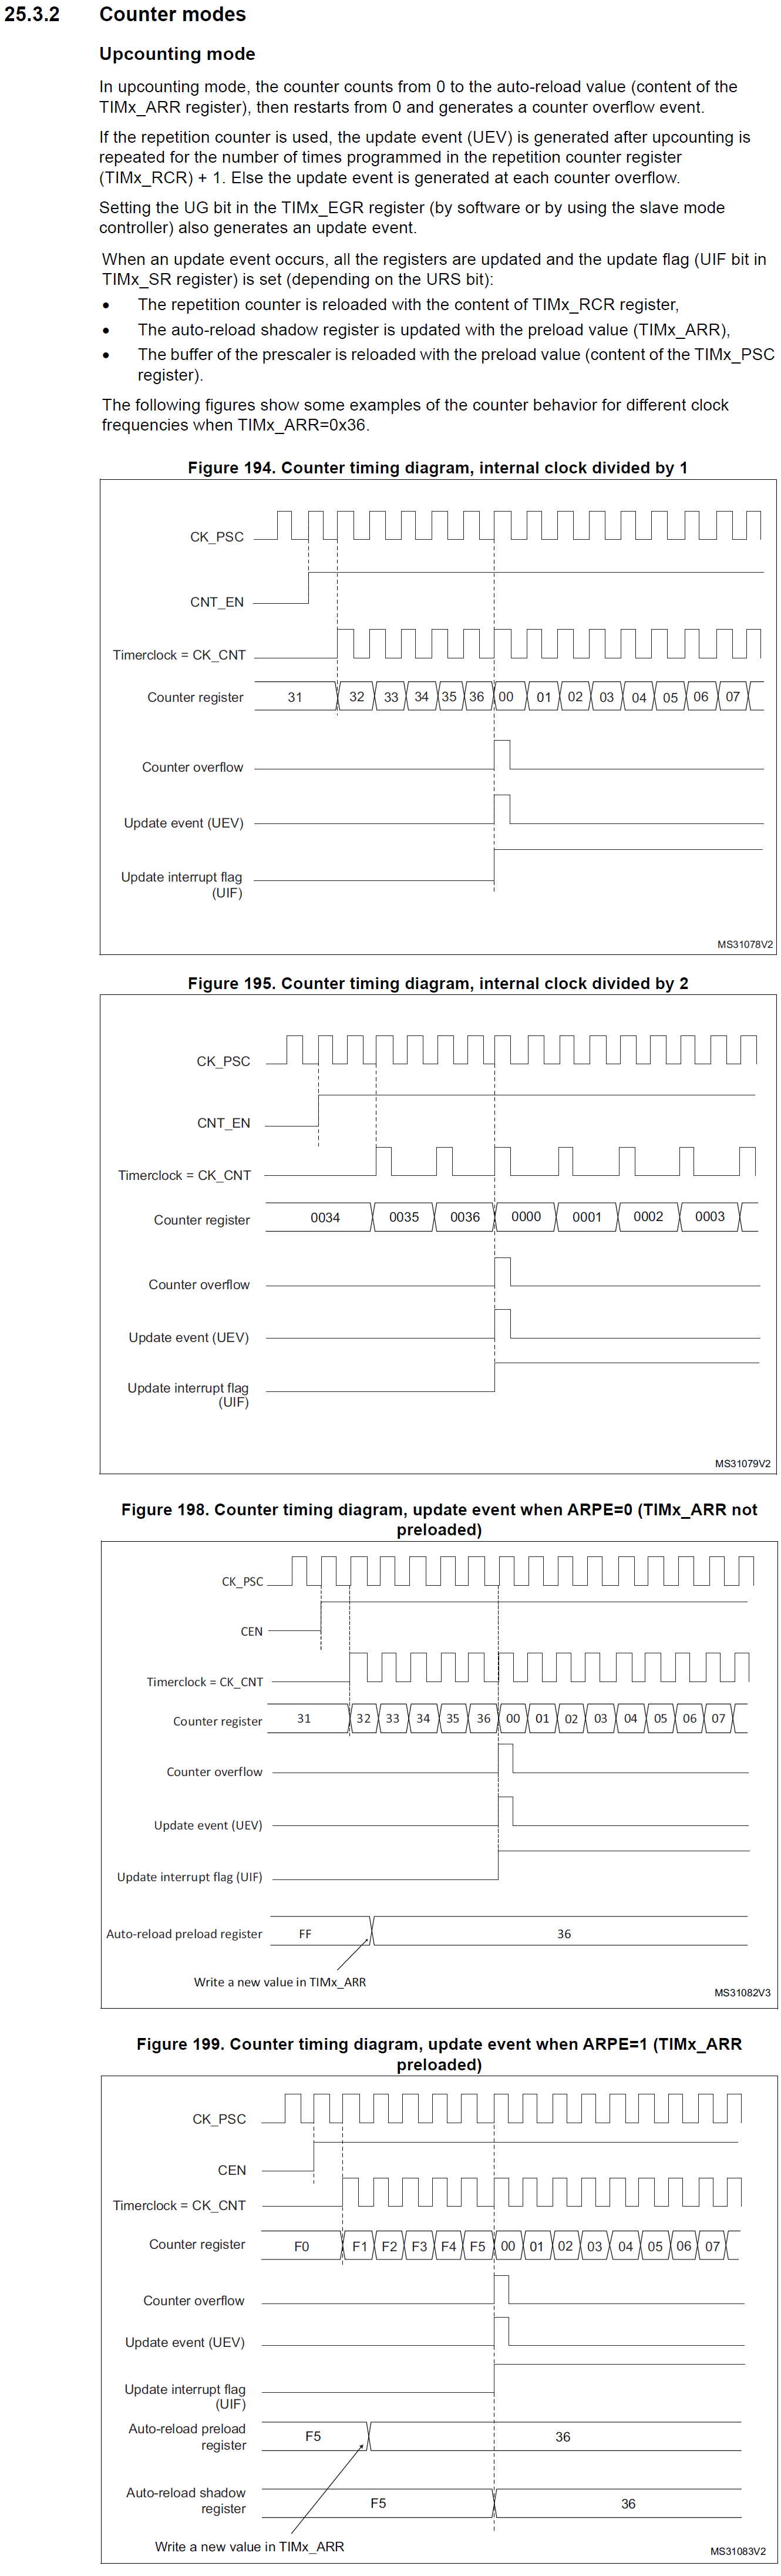 25.3.2 Counter modes
Upcounting mode
In upcounting mode, the counter counts from 0 to the auto-reload value (content of the
TIMx_ARR register), then restarts from 0 and generates a counter overflow event.
If the repetition counter is used, the update event (UEV) is generated after upcounting is
repeated for the number of times programmed in the repetition counter register
(TIMx_RCR) + 1. Else the update event is generated at each counter overflow.
Setting the UG bit in the TIMx_EGR register (by software or by using the slave mode
controller) also generates an update event.
When an update event occurs, all the registers are updated and the update flag (UIF bit in
TIMx_SR register) is set (depending on the URS bit):
• The repetition counter is reloaded with the content of TIMx_RCR register,
• The auto-reload shadow register is updated with the preload value (TIMx_ARR),
• The buffer of the prescaler is reloaded with the preload value (content of the TIMx_PSC
register).
The following figures show some examples of the counter behavior for different clock
frequencies when TIMx_ARR=0x36.
Figure 194. Counter timing diagram, internal clock divided by 1
CK_PSC
CNT_EN
Timerclock = CK_CNT
Counter register 31 32 33 34 35 36 00 01 02 03 04 05 06 07
Counter overflow
Update event (UEV)
Update interrupt flag
(UIF)
MS31078V2
Figure 195. Counter timing diagram, internal clock divided by 2
CK_PSC
CNT_EN
Timerclock = CK_CNT
Counter register 0034 0035 0036 0000 0001 0002 0003
Counter overflow
Update event (UEV)
Update interrupt flag
(UIF)
MS31079V2
Figure 198. Counter timing diagram, update event when ARPE=0 (TIMx_ARR not
preloaded)
CK_PSC
CEN
Timerclock = CK_CNT
Counter register 31 32 33 34 35 36 00 01 02 03 04 05 06 07
Counter overflow
Update event (UEV)
Update interrupt flag (UIF)
Auto-reload preload register FF 36
Write a new value in TIMx_ARR
MS31082V3
Figure 199. Counter timing diagram, update event when ARPE=1 (TIMx_ARR
preloaded)
CK_PSC
CEN
Timerclock = CK_CNT
Counter register F0 F1 F2 F3 F4 F5 00 01 02 03 04 05 06 07
Counter overflow
Update event (UEV)
Update interrupt flag
(UIF)
Auto-reload preload
register F5 36
Auto-reload shadow
register F5 36
Write a new value in TIMx_ARR
MS31083V2